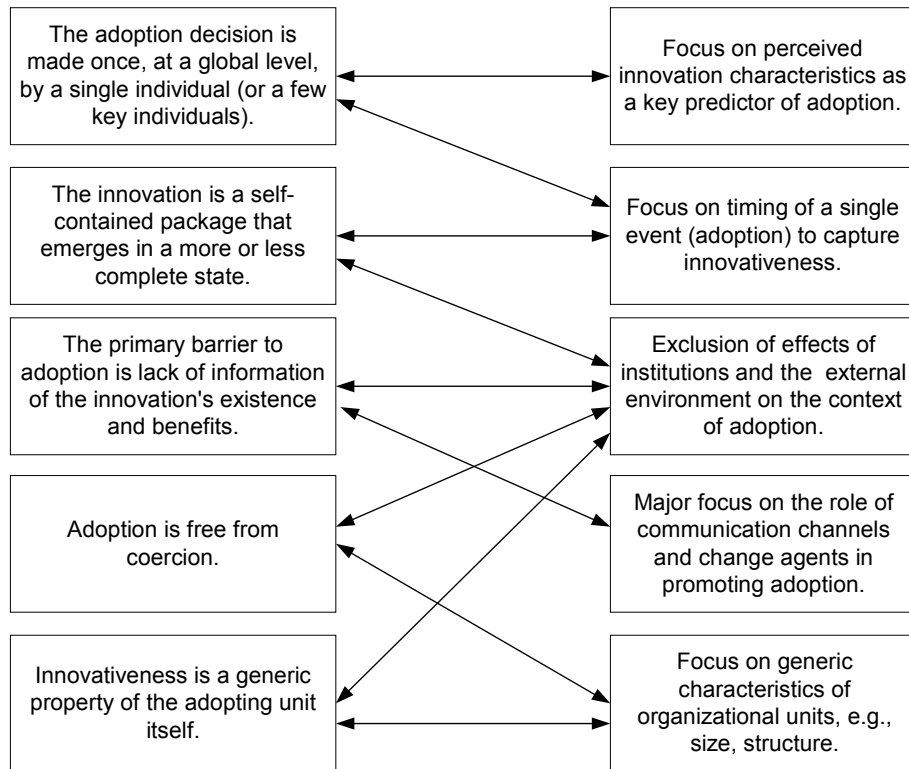 The adoption decision is
made once, at a global level,
by a single individual (or a few
key individuals).
Focus on perceived
innovation characteristics as
a key predictor of adoption.
The innovation is a self-
contained package that
emerges in a more or less
complete state.
Focus on timing of a single
event (adoption) to capture
innovativeness.
The primary barrier to
adoption is lack of information
of the innovation's existence
and benefits.
Exclusion of effects of
institutions and the  external
environment on the context
of adoption.
Adoption is free from
coercion.
Major focus on the role of
communication channels
and change agents in
promoting adoption.
Innovativeness is a generic
property of the adopting unit
itself.
Focus on generic
characteristics of
organizational units, e.g.,
size, structure.